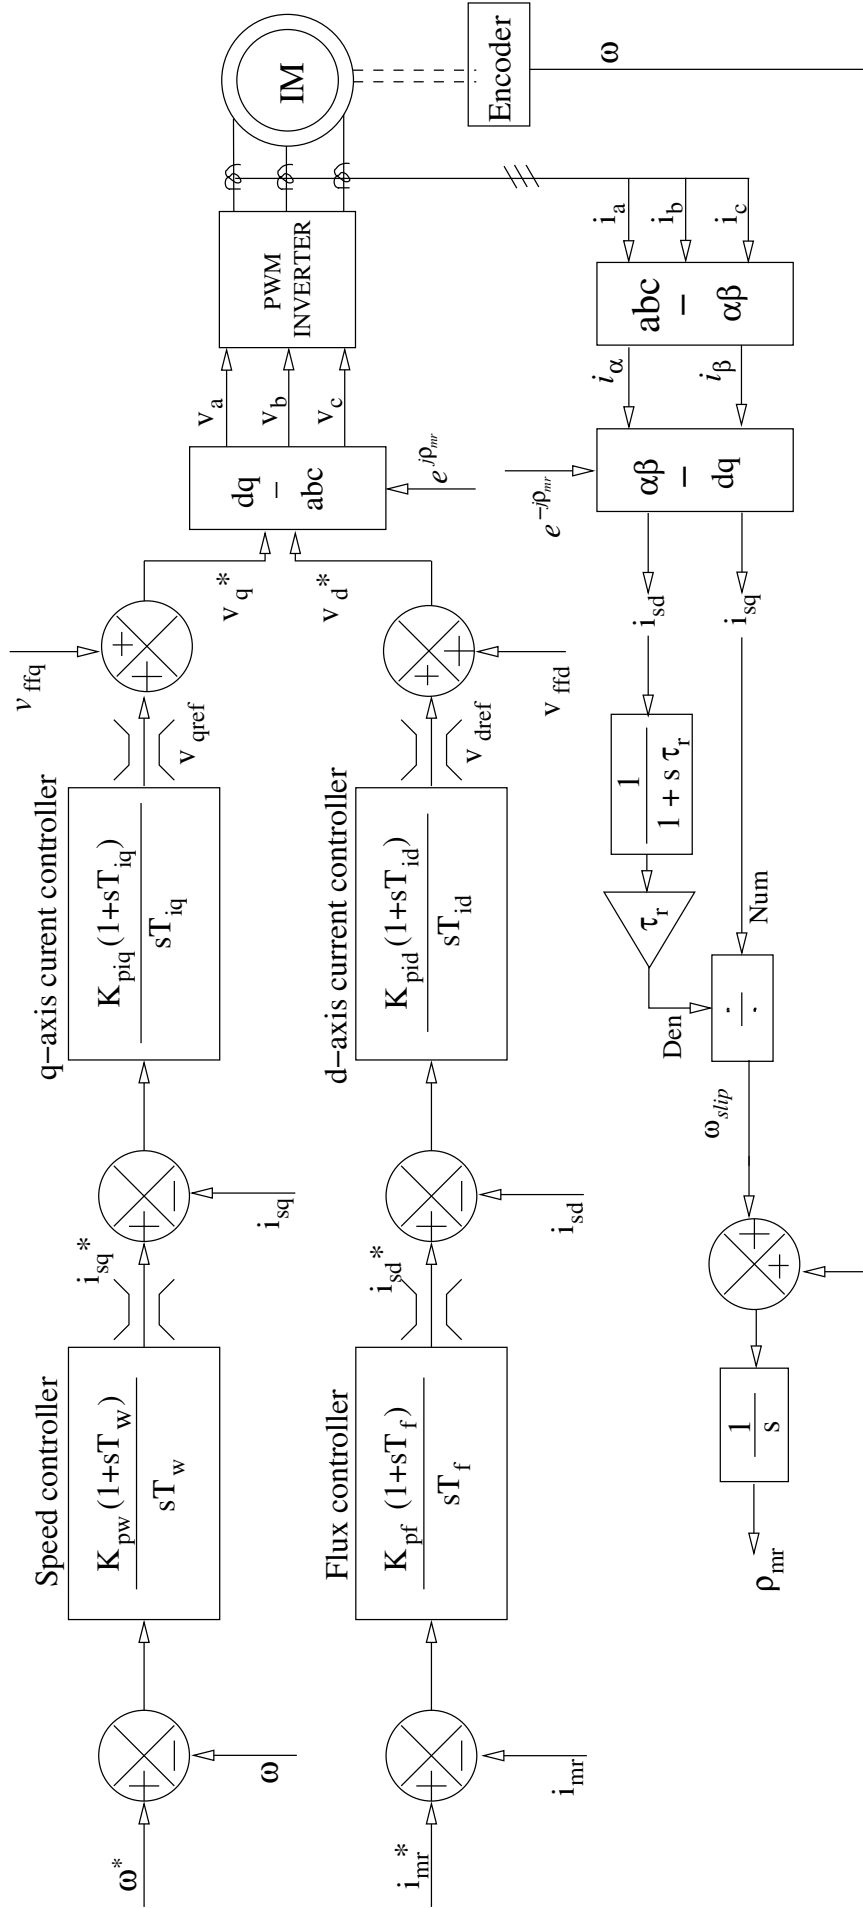 ω*
ω
Speed controller
K_pw (1+sT_w)
sT_w
i_sq*
i_sq
q–axis curent controller
K_piq (1+sT_iq)
sT_iq
v_qref
v_ffq
v_q*
i_mr*
i_mr
Flux controller
K_pf (1+sT_f)
sT_f
i_sd*
i_sd
d–axis current controller
K_pid (1+sT_id)
sT_id
v_dref
v_ffd
v_d*
dq
–
abc
e^jρ_mr
v_a
v_b
v_c
PWM
INVERTER
IM
Encoder
ω
i_a
i_b
i_c
abc
–
αβ
i_α
i_β
αβ
–
dq
e^–jρ_mr
i_sd
i_sq
1
1 + s τ_r
τ_r
Den
Num
÷
ω_slip
1
s
ρ_mr